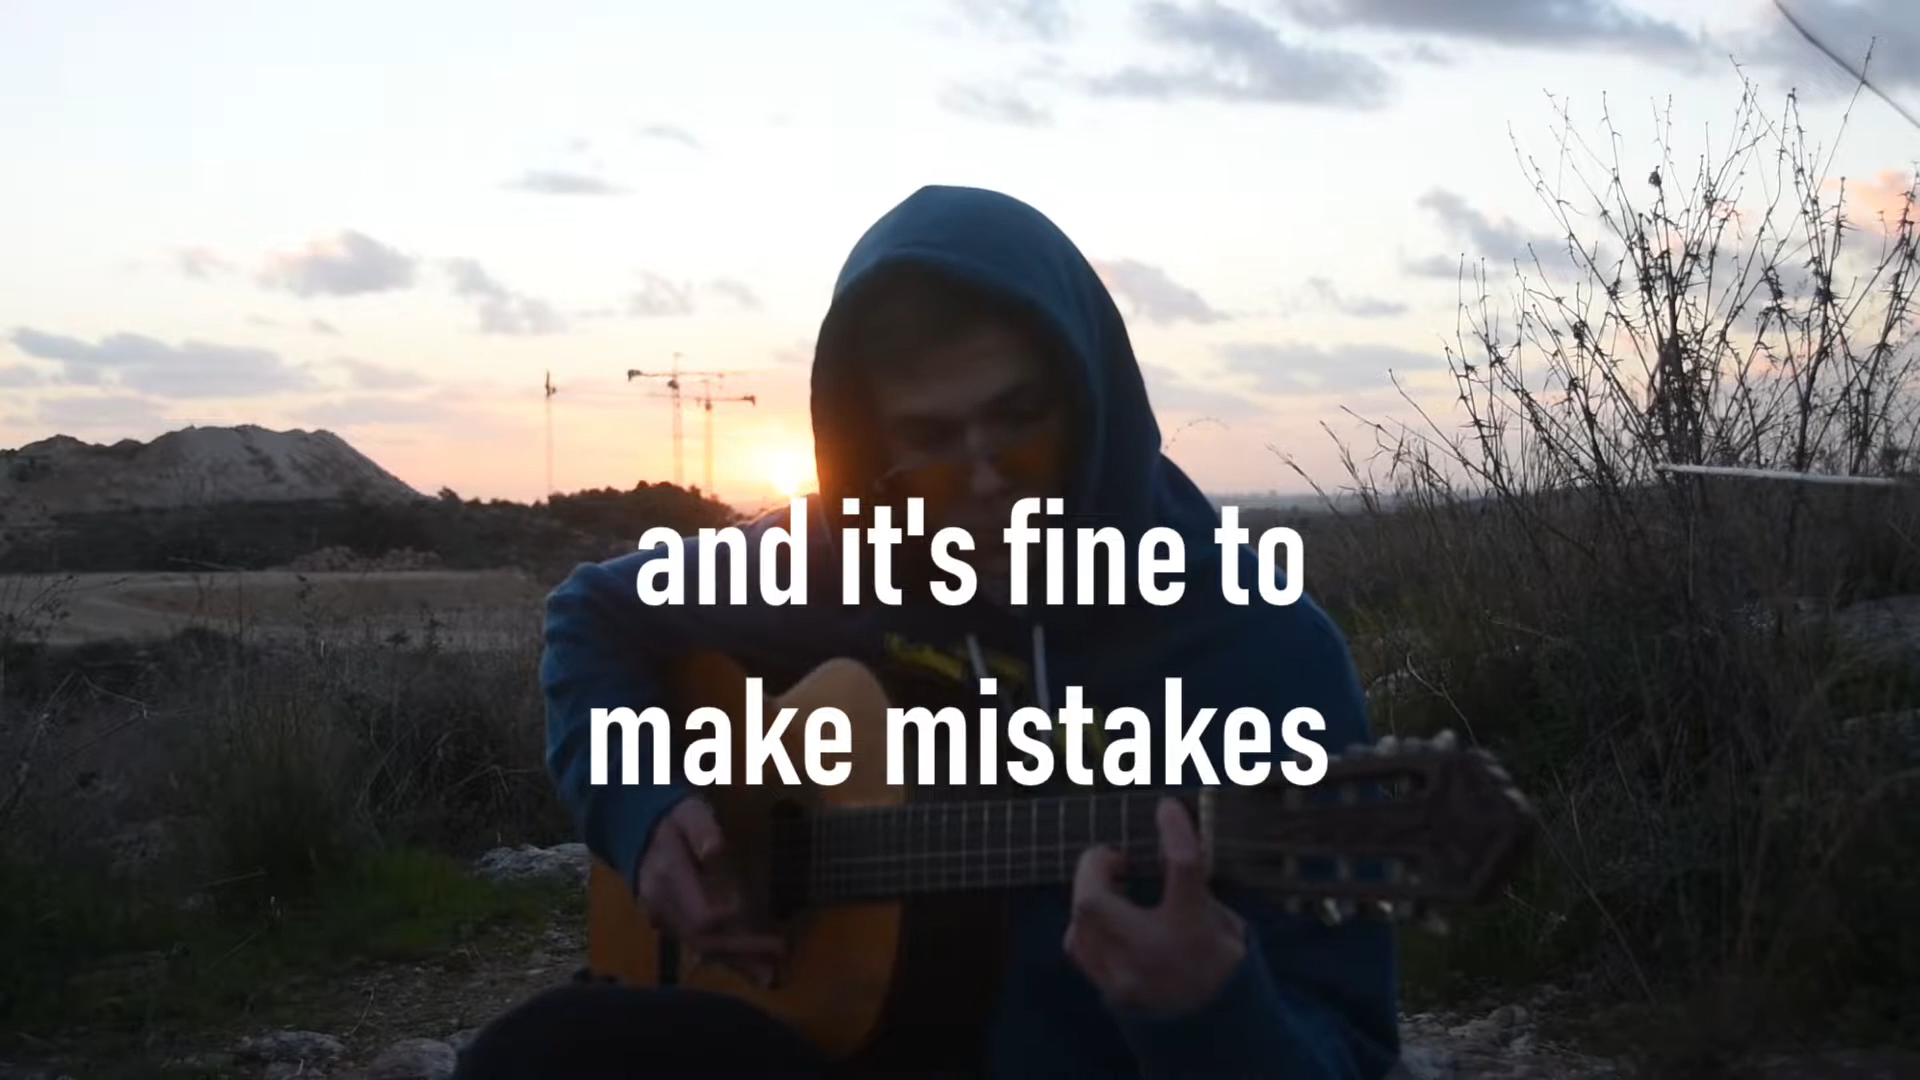 and it's fine to
make mistakes